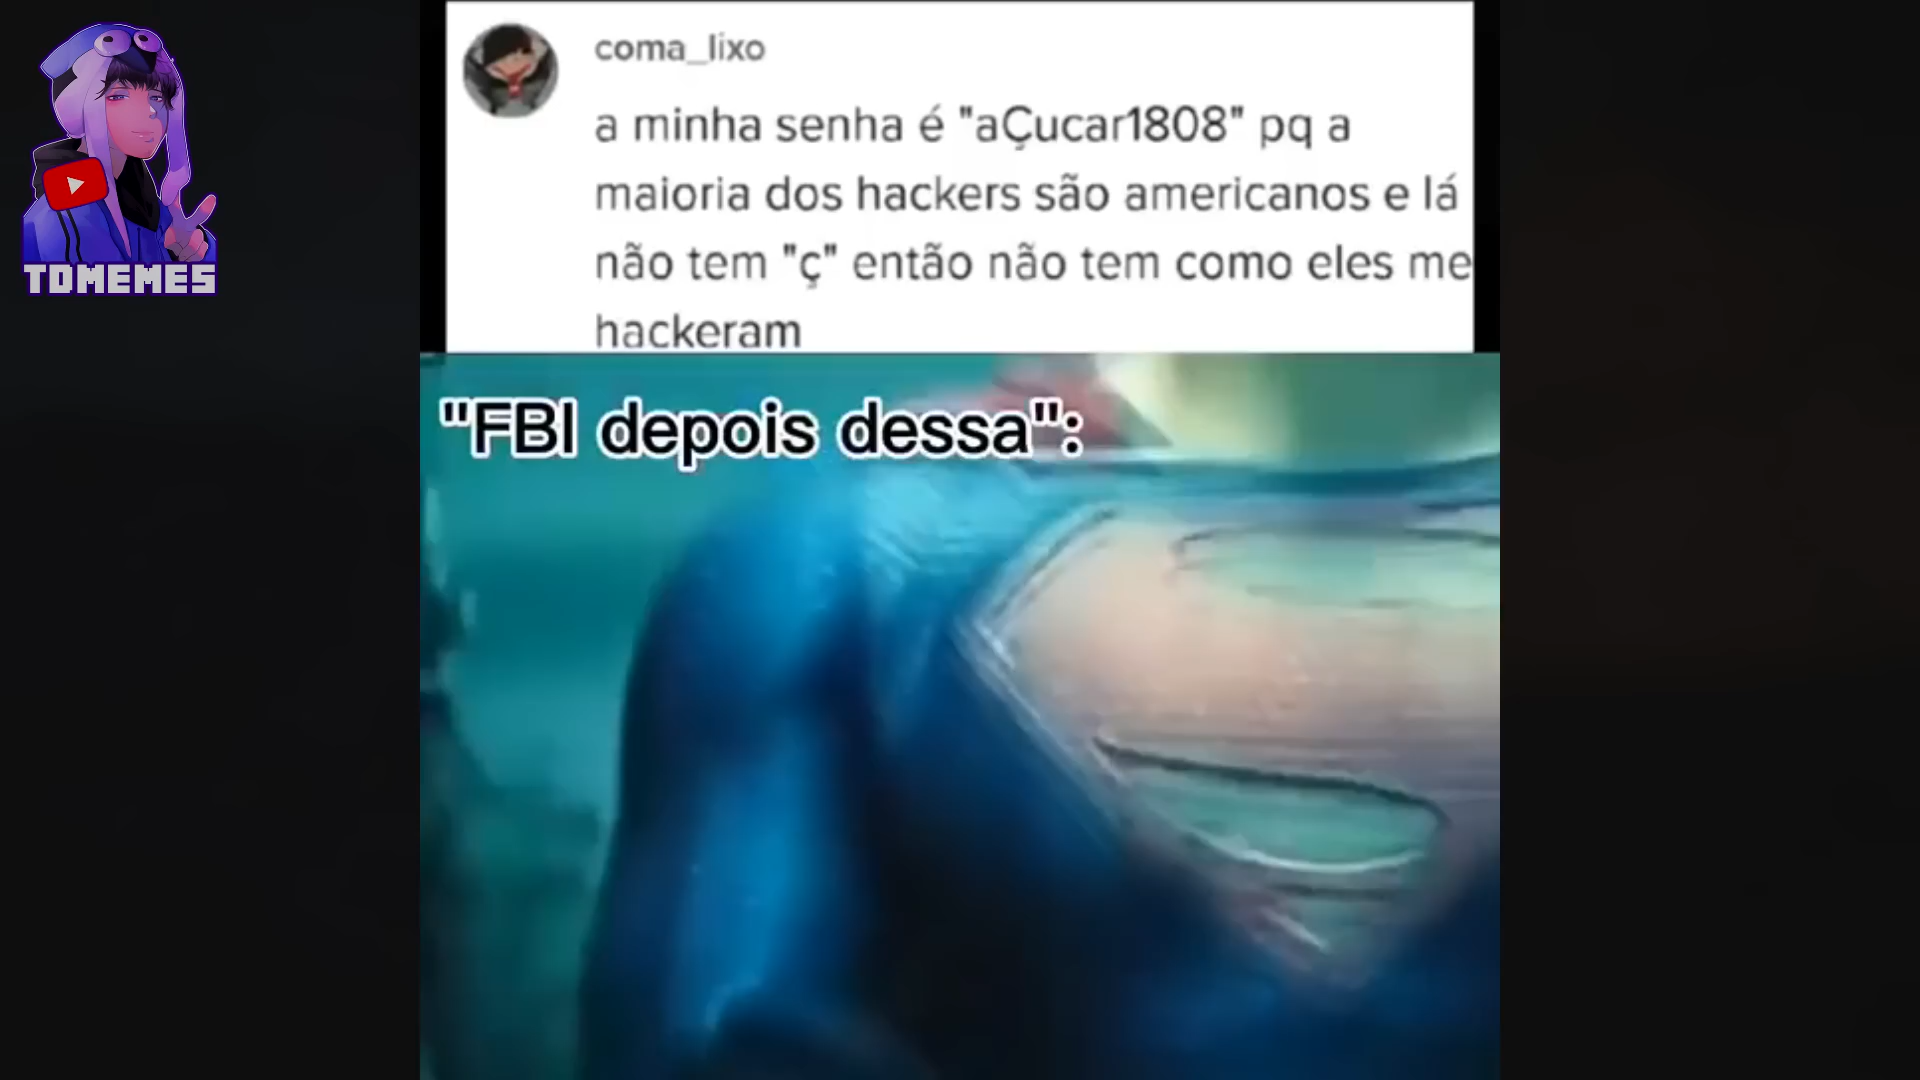 coma_lixo
a minha senha é "aÇucar1808" pq a
maioria dos hackers são americanos e lá
não tem "ç" então não tem como eles me
hackeram
"FBI depois dessa":
TDMEMES